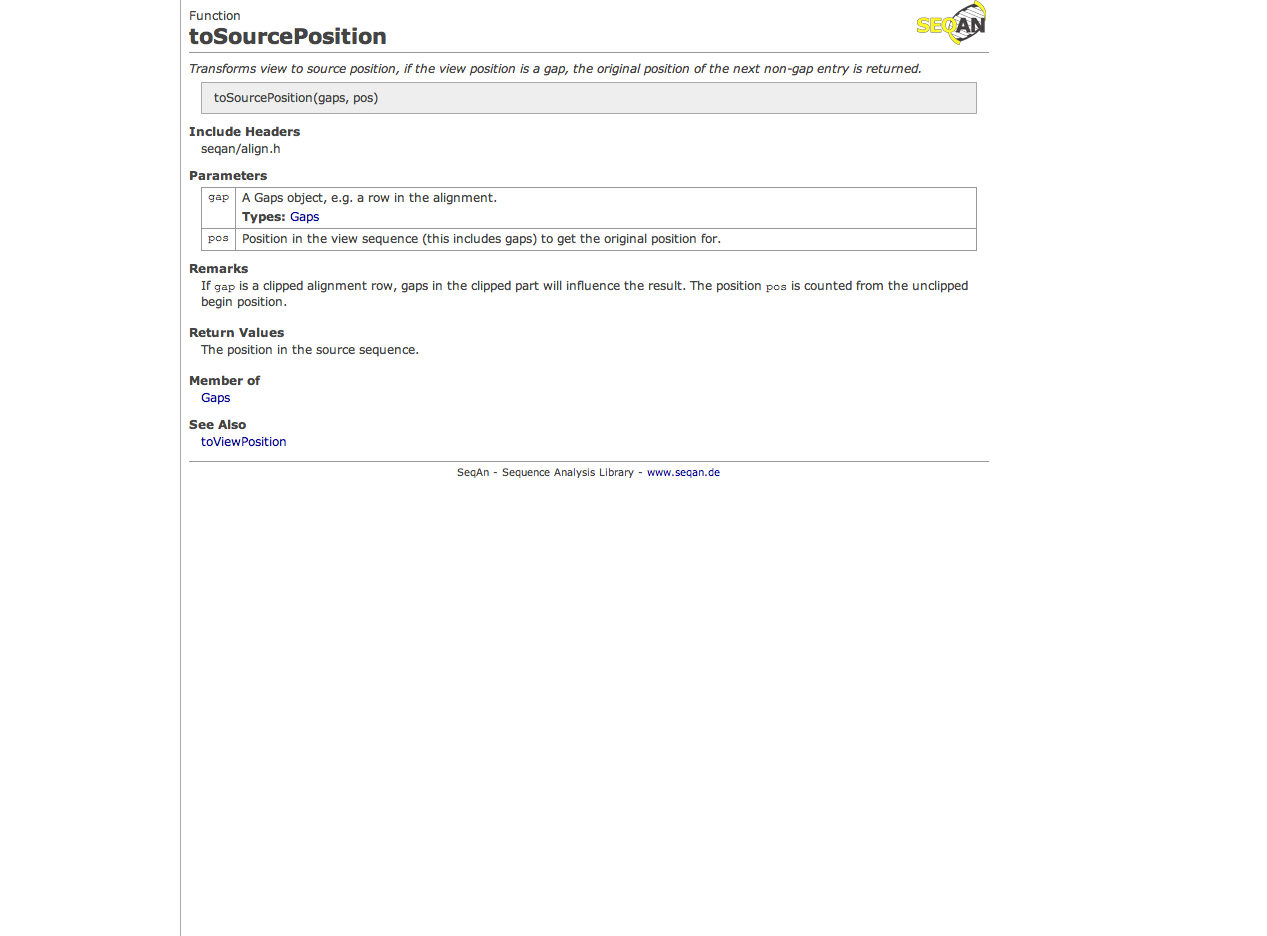 Function
SEQAN
toSourcePosition
Transforms view to source position, if the view position is a gap, the original position of the next non-gap entry is returned.
toSourcePosition(gaps, pos)
Include Headers
seqan/align.h
Parameters
gap A Gaps object, e.g. a row in the alignment.
Types: Gaps
pos Position in the view sequence (this includes gaps) to get the original position for.
Remarks
If gap is a clipped alignment row, gaps in the clipped part will influence the result. The position pos is counted from the unclipped
begin position.
Return Values
The position in the source sequence.
Member of
Gaps
See Also
toViewPosition
SeqAn - Sequence Analysis Library - www.seqan.de